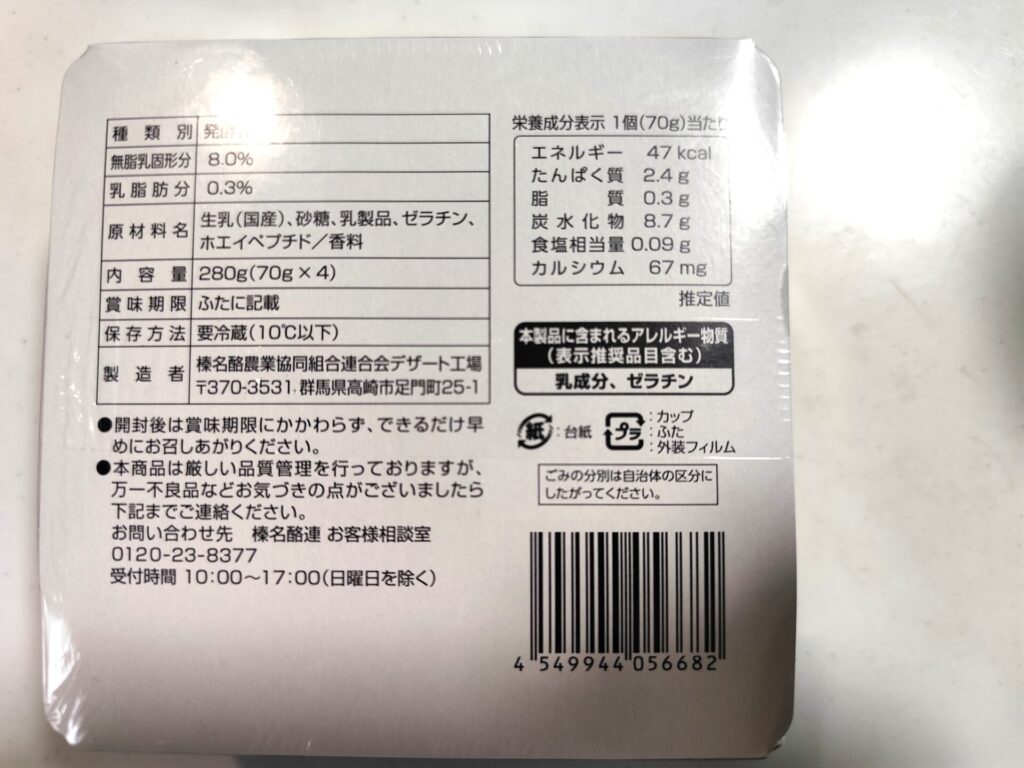 種類別 発酵
無脂乳固形分 8.0%
乳脂肪分 0.3%
原材料名 生乳(国産)、砂糖、乳製品、ゼラチン、
ホエイペプチド/香料
内容量 280g(70g×4)
賞味期限 ふたに記載
保存方法 要冷蔵(10℃以下)
製造者 榛名酪農業協同組合連合会デザート工場
〒370-3531 群馬県高崎市足門町25-1
●開封後は賞味期限にかかわらず、できるだけ早
めにお召しあがりください。
●本商品は厳しい品質管理を行っておりますが、
万一不良品などお気づきの点がございましたら
下記までご連絡ください。
お問い合わせ先 榛名酪連 お客様相談室
0120-23-8377
受付時間 10:00〜17:00(日曜日を除く)
栄養成分表示 1個(70g)当たり
エネルギー 47 kcal
たんぱく質 2.4 g
脂質 0.3 g
炭水化物 8.7 g
食塩相当量 0.09 g
カルシウム 67 mg
推定値
本製品に含まれるアレルギー物質
(表示推奨品目含む)
乳成分、ゼラチン
紙 :台紙
プラ :カップ
:ふた
:外装フィルム
ごみの分別は自治体の区分に
したがってください。
4 549944 056682